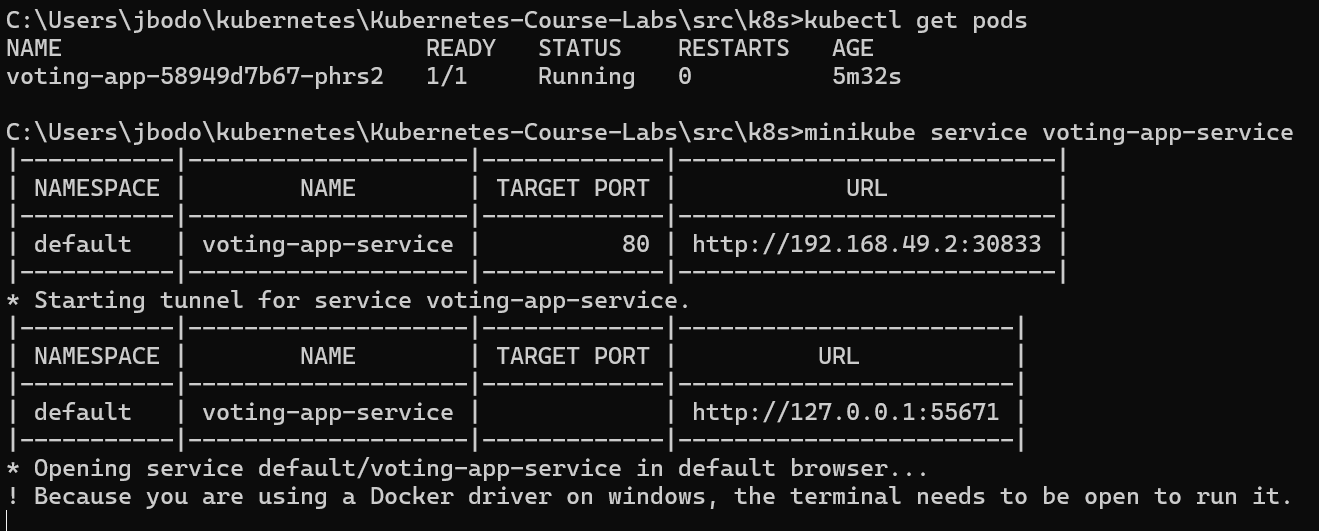 C:\Users\jbodo\kubernetes\Kubernetes-Course-Labs\src\k8s>kubectl get pods
NAME                          READY   STATUS    RESTARTS   AGE
voting-app-58949d7b67-phrs2   1/1     Running   0          5m32s
C:\Users\jbodo\kubernetes\Kubernetes-Course-Labs\src\k8s>minikube service voting-app-service
|-----------|--------------------|-------------|---------------------------|
| NAMESPACE |        NAME        | TARGET PORT |            URL            |
|-----------|--------------------|-------------|---------------------------|
| default   | voting-app-service |          80 | http://192.168.49.2:30833 |
|-----------|--------------------|-------------|---------------------------|
* Starting tunnel for service voting-app-service.
|-----------|--------------------|-------------|------------------------|
| NAMESPACE |        NAME        | TARGET PORT |          URL           |
|-----------|--------------------|-------------|------------------------|
| default   | voting-app-service |             | http://127.0.0.1:55671 |
|-----------|--------------------|-------------|------------------------|
* Opening service default/voting-app-service in default browser...
! Because you are using a Docker driver on windows, the terminal needs to be open to run it.